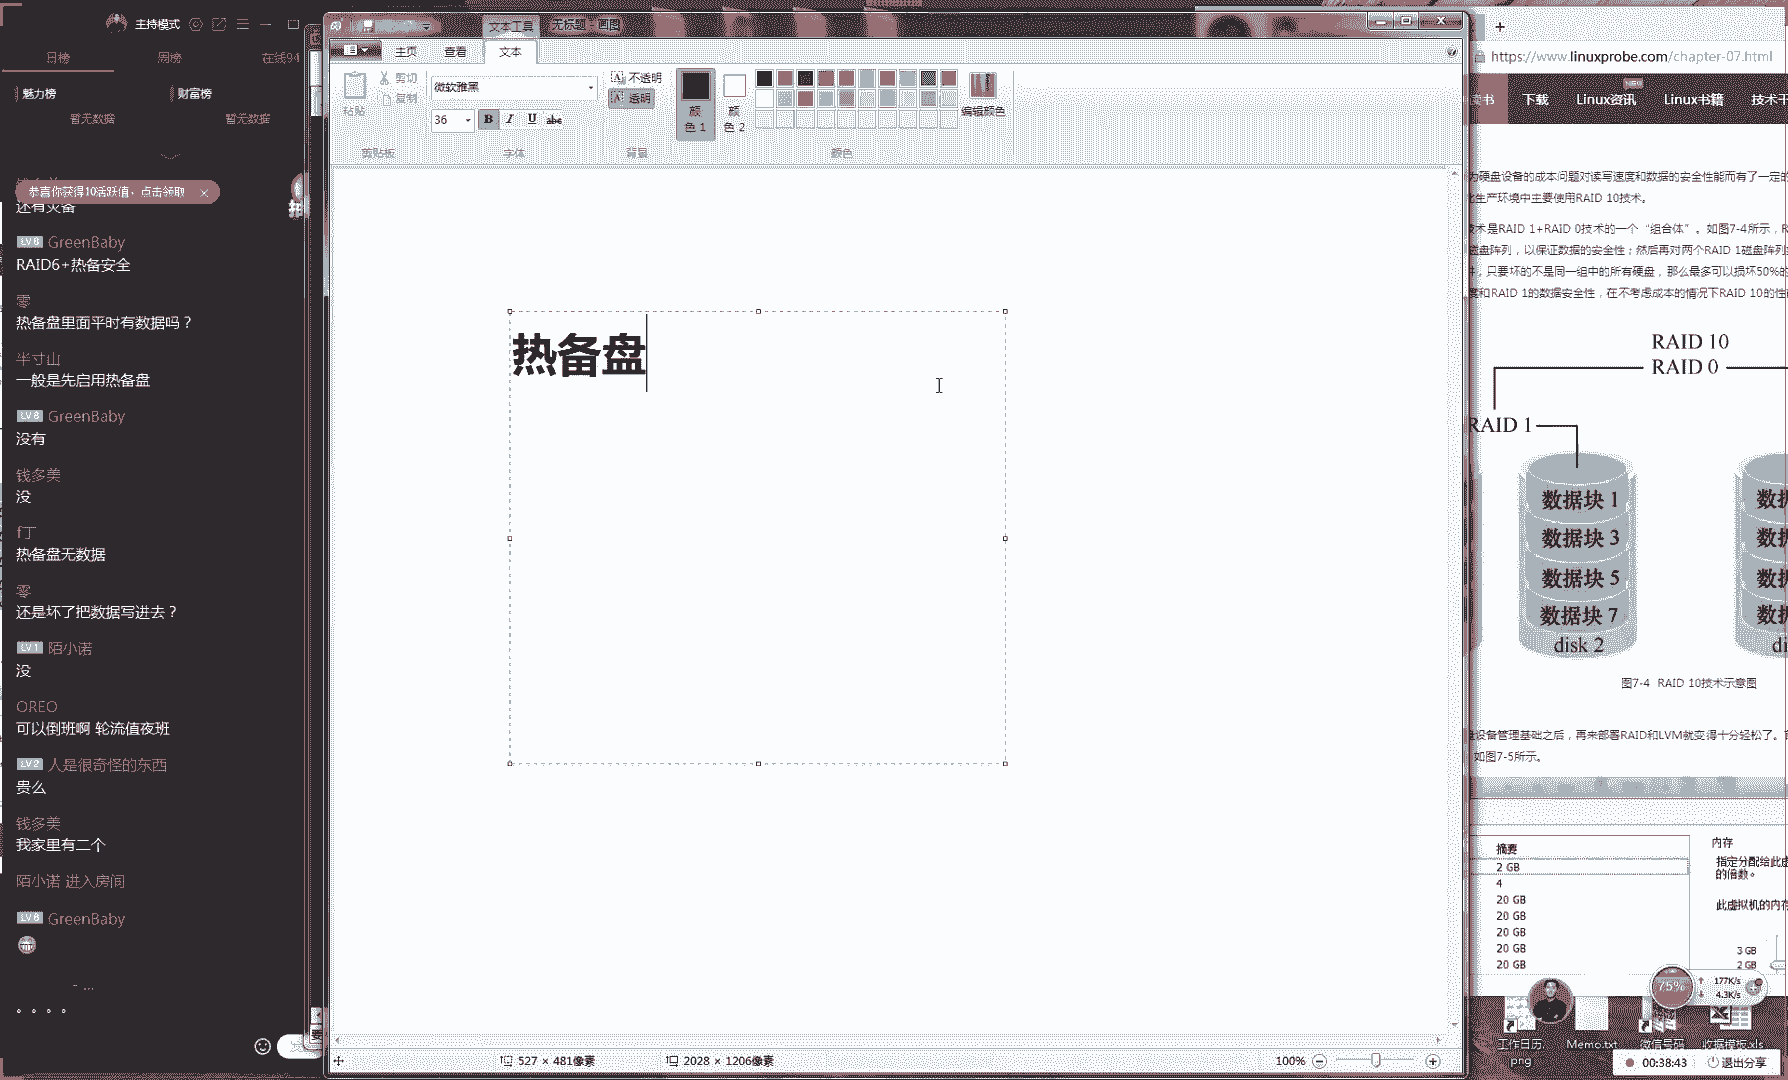 主持模式
日榜
周榜
在线94
魅力榜
财富榜
暂无数据
暂无数据
恭喜你获得10活跃值，点击领取
还有灾备
LV 8 GreenBaby
RAID6+热备安全
零
热备盘里面平时有数据吗？
半寸山
一般是先启用热备盘
LV 8 GreenBaby
没有
钱多美
没
f丁
热备盘无数据
零
还是坏了把数据写进去？
LV 1 陌小诺
没
OREO
可以倒班啊 轮流值夜班
LV 2 人是很奇怪的东西
贵么
钱多美
我家里有二个
陌小诺 进入房间
LV 8 GreenBaby
文本工具
无标题 - 画图
主页
查看
文本
粘贴
剪切
复制
剪贴板
微软雅黑
36
B I U abc
字体
不透明
透明
背景
颜色 1
颜色 2
编辑颜色
颜色
热备盘
527 × 481像素
2028 × 1206像素
100%
https://www.linuxprobe.com/chapter-07.html
读书
下载
Linux资讯
Linux书籍
为硬盘设备的成本问题对读写速度和数据的安全性能而有了一定的
生产环境中主要使用RAID 10技术。
术是RAID 1+RAID 0技术的一个“组合体”。如图7-4所示，R
磁盘阵列，以保证数据的安全性；然后再对两个RAID 1磁盘阵列
，只要坏的不是同一组中的所有硬盘，那么最多可以损坏50%的
度和RAID 1的数据安全性，在不考虑成本的情况下RAID 10的性
RAID 10
RAID 0
RAID 1
数据块 1
数据块 3
数据块 5
数据块 7
disk 2
图7-4 RAID 10技术示意图
设备管理基础之后，再来部署RAID和LVM就变得十分轻松了。
如图7-5所示。
摘要
2 GB
4
20 GB
20 GB
20 GB
20 GB
20 GB
内存
指定分配给此虚
的倍数。
此虚拟机的内存
3 GB
2 GB
75%
177K/s
4.3K/s
工作日历.png
Memo.txt
微信号码
收据模板.xls
00:38:43
退出分享